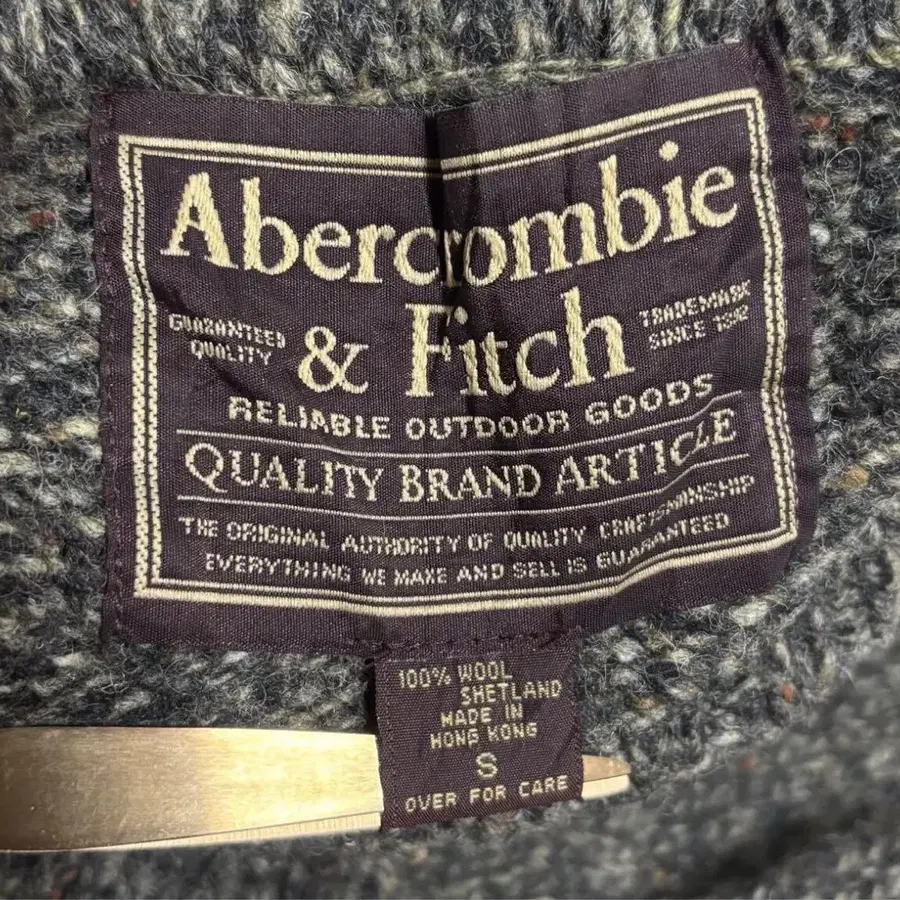 Abercrombie
GUARANTEED
QUALITY
& Fitch
TRADEMARK
SINCE 1892
RELIABLE OUTDOOR GOODS
QUALITY BRAND ARTICLE
THE ORIGINAL AUTHORITY OF QUALITY CRAFTSMANSHIP
EVERYTHING WE MAKE AND SELL IS GUARANTEED
100% WOOL
SHETLAND
MADE IN
HONG KONG
S
OVER FOR CARE